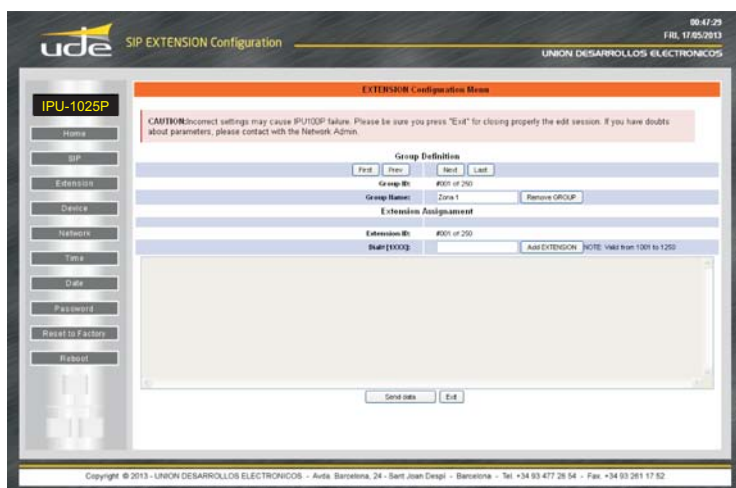 00:47:29
FRI, 17/05/2013
ude
SIP EXTENSION Configuration
UNION DESARROLLOS ELECTRONICOS
IPU-1025P
Home
SIP
Extension
Device
Network
Time
Date
Password
Reset to Factory
Reboot
EXTENSION Configuration Menu
CAUTION:Incorrect settings may cause IPU100P failure. Please be sure you press "Exit" for closing properly the edit session. If you have doubts
about parameters, please contact with the Network Admin.
Group Definition
First Prev Next Last
Group ID: #001 of 250
Group Name: Zona 1 Remove GROUP
Extension Assignament
Extension ID: #001 of 250
Dial# [1XXX]: Add EXTENSION NOTE: Valid from 1001 to 1250
Send data Exit
Copyright © 2013 - UNION DESARROLLOS ELECTRONICOS - Avda. Barcelona, 24 - Sant Joan Despí - Barcelona - Tel. +34 93 477 28 54 - Fax. +34 93 261 17 52